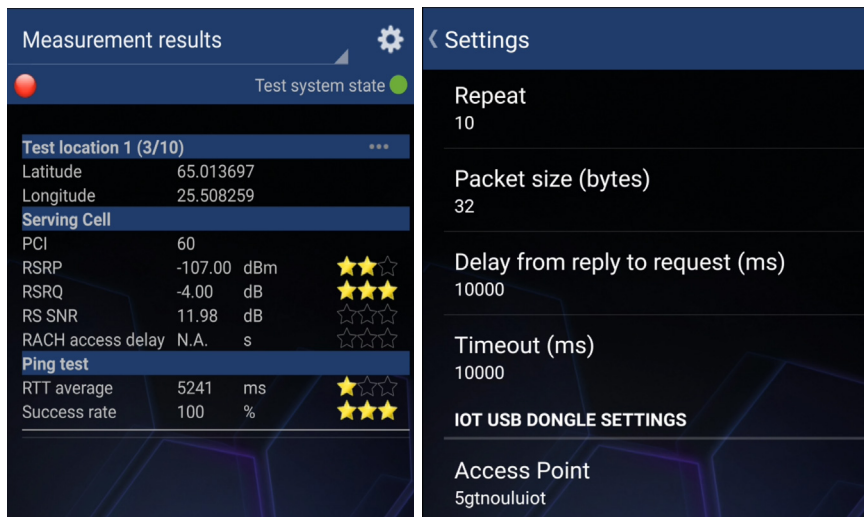 Measurement results
Test system state
Test location 1 (3/10)
Latitude 65.013697
Longitude 25.508259
Serving Cell
PCI 60
RSRP -107.00 dBm
RSRQ -4.00 dB
RS SNR 11.98 dB
RACH access delay N.A. s
Ping test
RTT average 5241 ms
Success rate 100 %
Settings
Repeat
10
Packet size (bytes)
32
Delay from reply to request (ms)
10000
Timeout (ms)
10000
IOT USB DONGLE SETTINGS
Access Point
5gtnouluiot